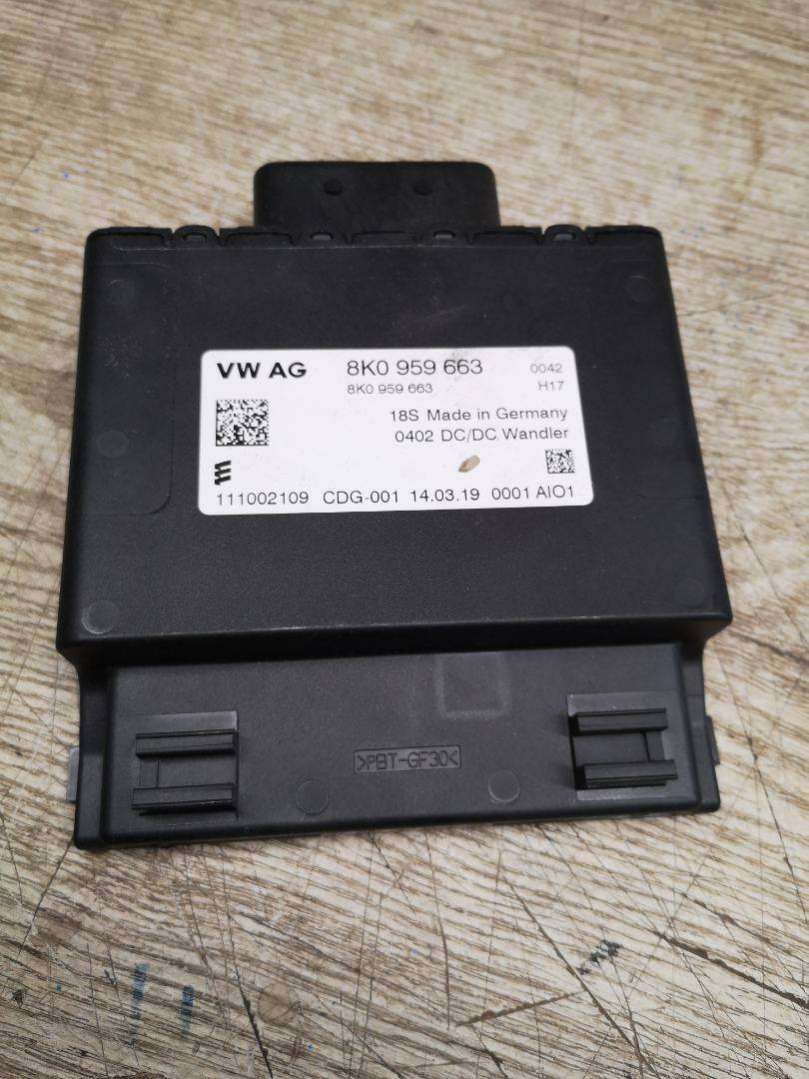 VW AG 8K0 959 663 0042
8K0 959 663 H17
18S Made in Germany
0402 DC/DC Wandler
111002109 CDG-001 14.03.19 0001 AI01
>PBT-GF30<